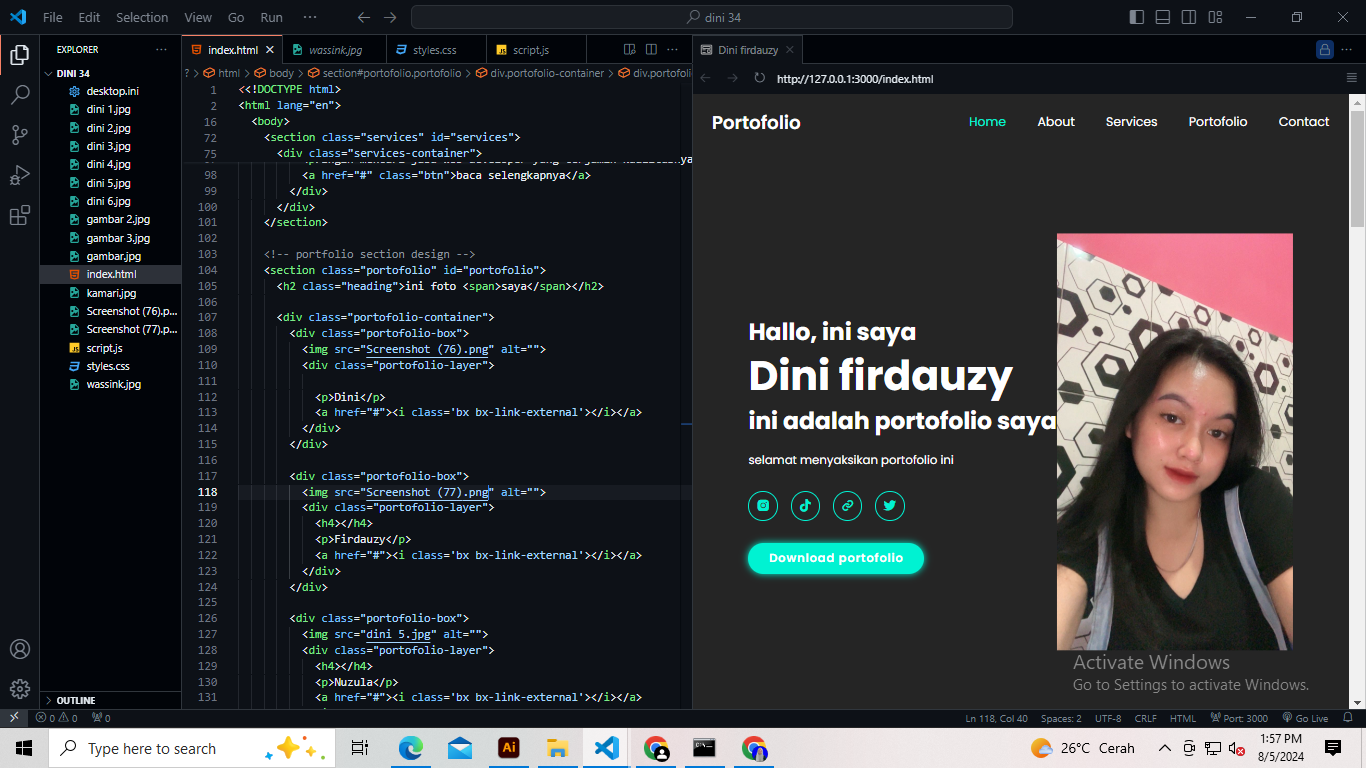 File Edit Selection View Go Run ··· dini 34
EXPLORER ···
DINI 34
desktop.ini
dini 1.jpg
dini 2.jpg
dini 3.jpg
dini 4.jpg
dini 5.jpg
dini 6.jpg
gambar 2.jpg
gambar 3.jpg
gambar.jpg
index.html
kamari.jpg
Screenshot (76).p...
Screenshot (77).p...
script.js
styles.css
wassink.jpg
OUTLINE
index.html wassink.jpg styles.css script.js ···
? > html > body > section#portofolio.portofolio > div.portofolio-container > div.portofoli
1 <<!DOCTYPE html>
2 <html lang="en">
16 <body>
72 <section class="services" id="services">
75 <div class="services-container">
98 <a href="#" class="btn">baca selengkapnya</a>
99 </div>
100 </div>
101 </section>
102
103 <!-- portfolio section design -->
104 <section class="portofolio" id="portofolio">
105 <h2 class="heading">ini foto <span>saya</span></h2>
106
107 <div class="portofolio-container">
108 <div class="portofolio-box">
109 <img src="Screenshot (76).png" alt="">
110 <div class="portofolio-layer">
111
112 <p>Dini</p>
113 <a href="#"><i class='bx bx-link-external'></i></a>
114 </div>
115 </div>
116
117 <div class="portofolio-box">
118 <img src="Screenshot (77).png" alt="">
119 <div class="portofolio-layer">
120 <h4></h4>
121 <p>Firdauzy</p>
122 <a href="#"><i class='bx bx-link-external'></i></a>
123 </div>
124 </div>
125
126 <div class="portofolio-box">
127 <img src="dini 5.jpg" alt="">
128 <div class="portofolio-layer">
129 <h4></h4>
130 <p>Nuzula</p>
131 <a href="#"><i class='bx bx-link-external'></i></a>
Dini firdauzy ···
http://127.0.0.1:3000/index.html
Portofolio Home About Services Portofolio Contact
Hallo, ini saya
Dini firdauzy
ini adalah portofolio saya
selamat menyaksikan portofolio ini
Download portofolio
Activate Windows
Go to Settings to activate Windows.
0 0 0 Ln 118, Col 40 Spaces: 2 UTF-8 CRLF HTML Port: 3000 Go Live
Type here to search Ai 26°C Cerah 1:57 PM
8/5/2024